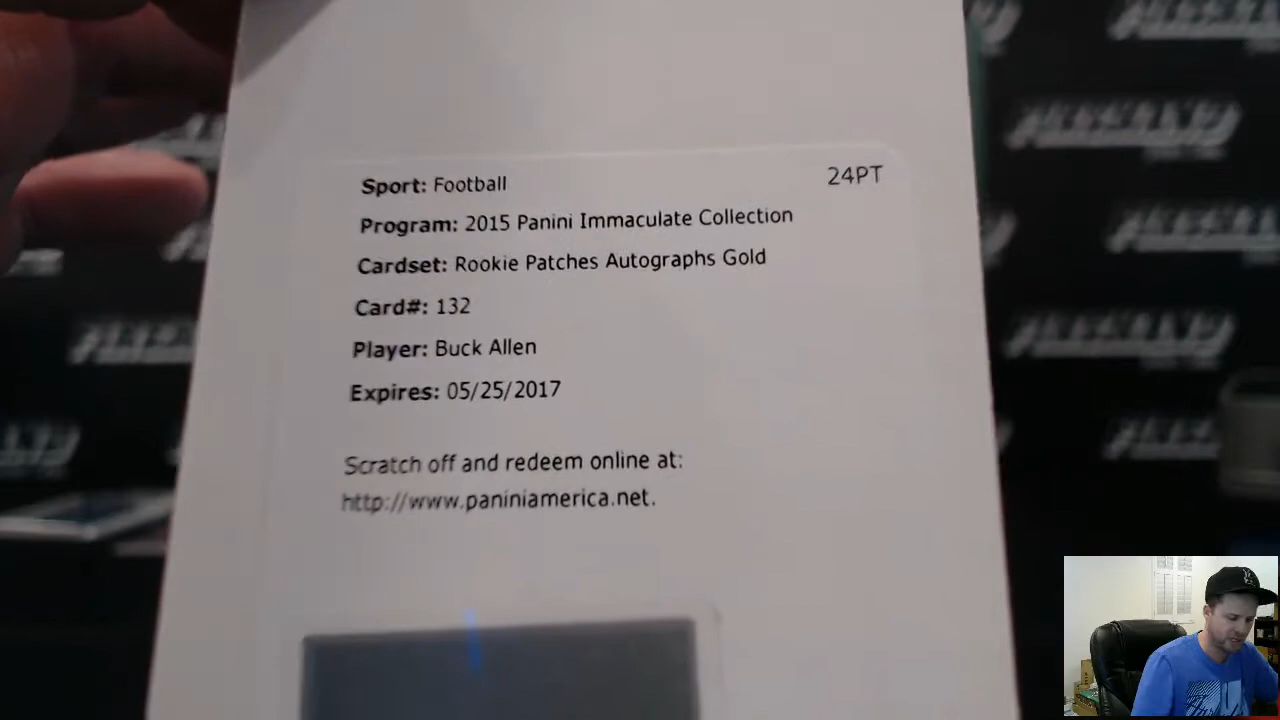 Sport: Football
24PT
Program: 2015 Panini Immaculate Collection
Cardset: Rookie Patches Autographs Gold
Card#: 132
Player: Buck Allen
Expires: 05/25/2017
Scratch off and redeem online at:
http://www.paniniamerica.net.